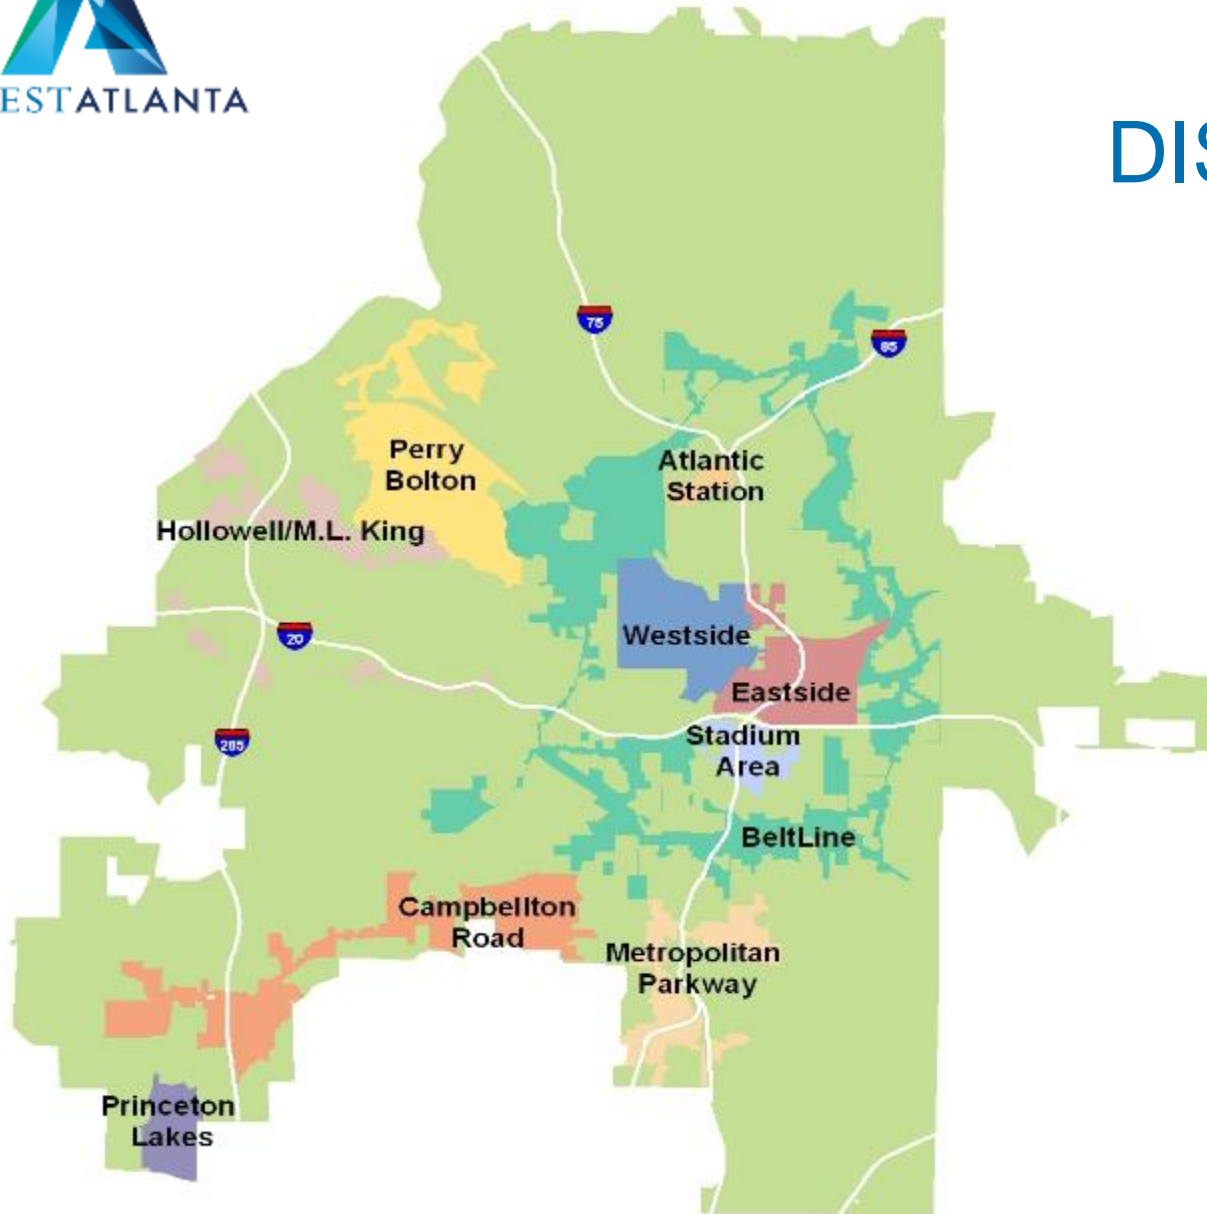 ESTATLANTA
DIS
75
85
Perry
Bolton
Atlantic
Station
Hollowell/M.L. King
20
Westside
Eastside
285
Stadium
Area
BeltLine
Campbellton
Road
Metropolitan
Parkway
Princeton
Lakes